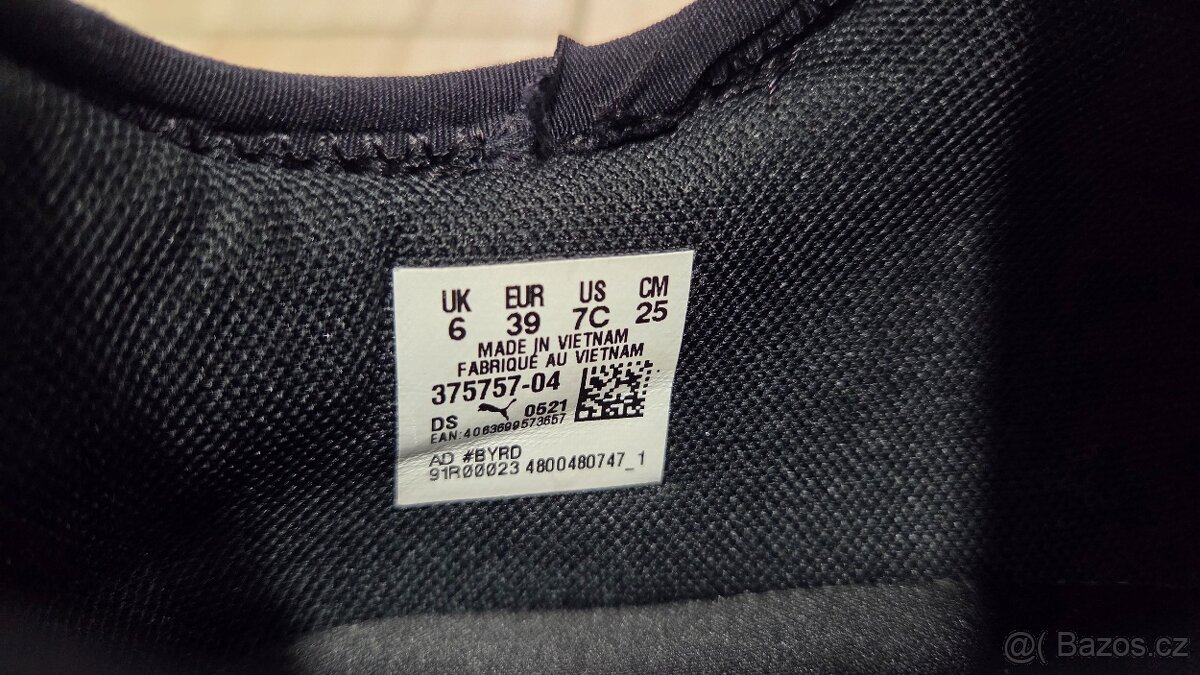 UK EUR US CM
6 39 7C 25
MADE IN VIETNAM
FABRIQUÉ AU VIETNAM
375757-04
DS 0521
EAN:4063699573657
AD #BYRD
91R00023 4800480747_1
@( Bazos.cz